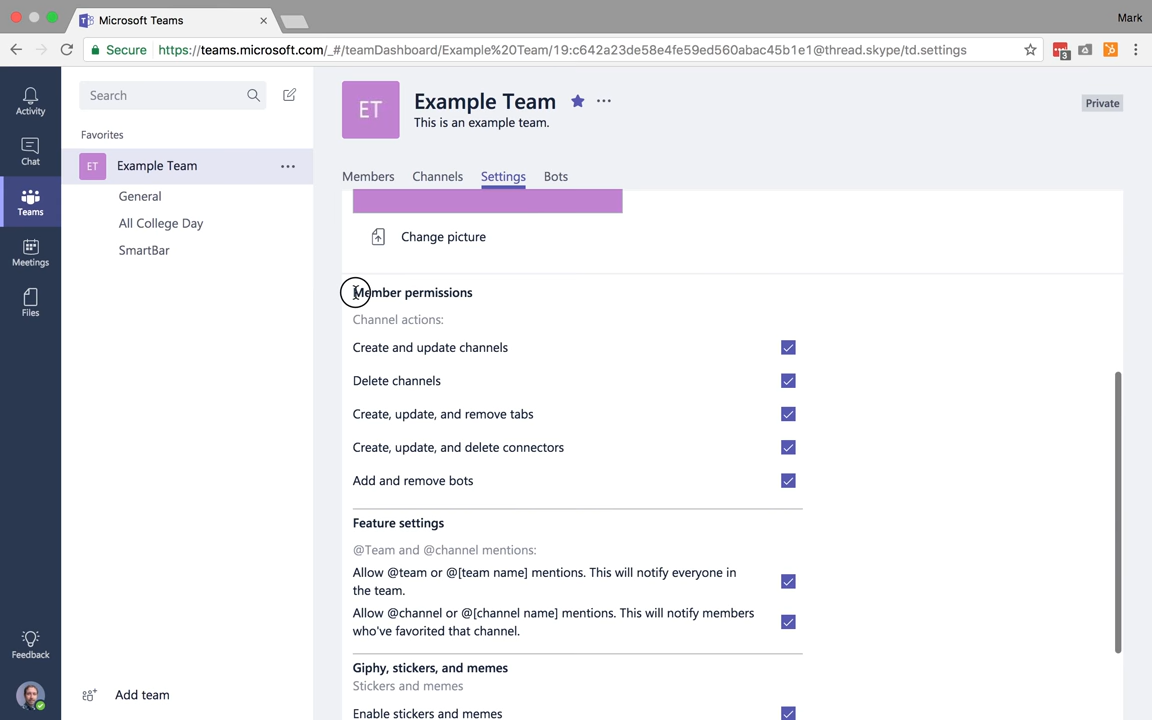 Microsoft Teams
Mark
Secure https://teams.microsoft.com/_#/teamDashboard/Example%20Team/19:c642a23de58e4fe59ed560abac45b1e1@thread.skype/td.settings
3
Activity
Chat
Teams
Meetings
Files
Feedback
Search
Favorites
ET Example Team
General
All College Day
SmartBar
Add team
ET
Example Team
This is an example team.
Private
Members Channels Settings Bots
Change picture
Member permissions
Channel actions:
Create and update channels
Delete channels
Create, update, and remove tabs
Create, update, and delete connectors
Add and remove bots
Feature settings
@Team and @channel mentions:
Allow @team or @[team name] mentions. This will notify everyone in
the team.
Allow @channel or @[channel name] mentions. This will notify members
who've favorited that channel.
Giphy, stickers, and memes
Stickers and memes
Enable stickers and memes